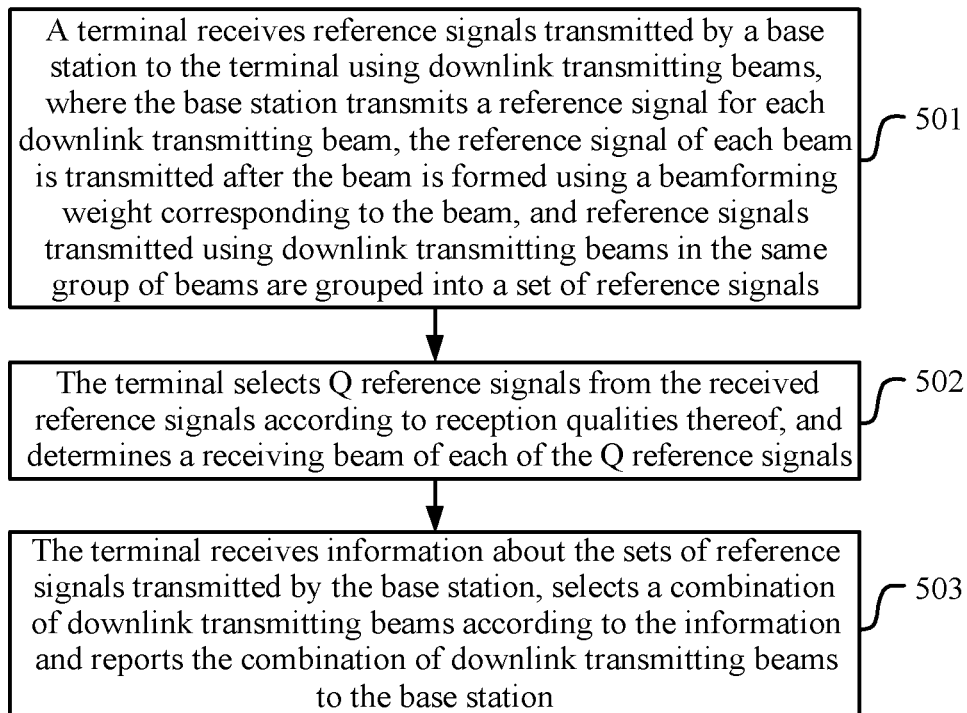 A terminal receives reference signals transmitted by a base
station to the terminal using downlink transmitting beams,
where the base station transmits a reference signal for each
downlink transmitting beam, the reference signal of each beam
is transmitted after the beam is formed using a beamforming
weight corresponding to the beam, and reference signals
transmitted using downlink transmitting beams in the same
group of beams are grouped into a set of reference signals
501
The terminal selects Q reference signals from the received
reference signals according to reception qualities thereof, and
determines a receiving beam of each of the Q reference signals
502
The terminal receives information about the sets of reference
signals transmitted by the base station, selects a combination
of downlink transmitting beams according to the information
and reports the combination of downlink transmitting beams
to the base station
503